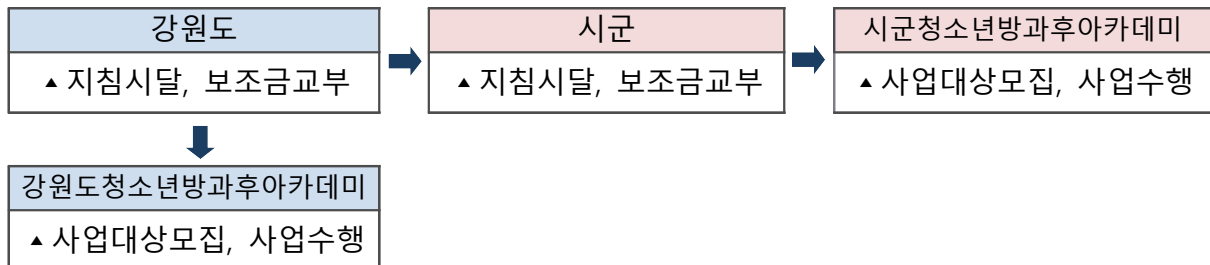 강원도
▲ 지침시달, 보조금교부
시군
▲ 지침시달, 보조금교부
시군청소년방과후아카데미
▲ 사업대상모집, 사업수행
강원도청소년방과후아카데미
▲ 사업대상모집, 사업수행